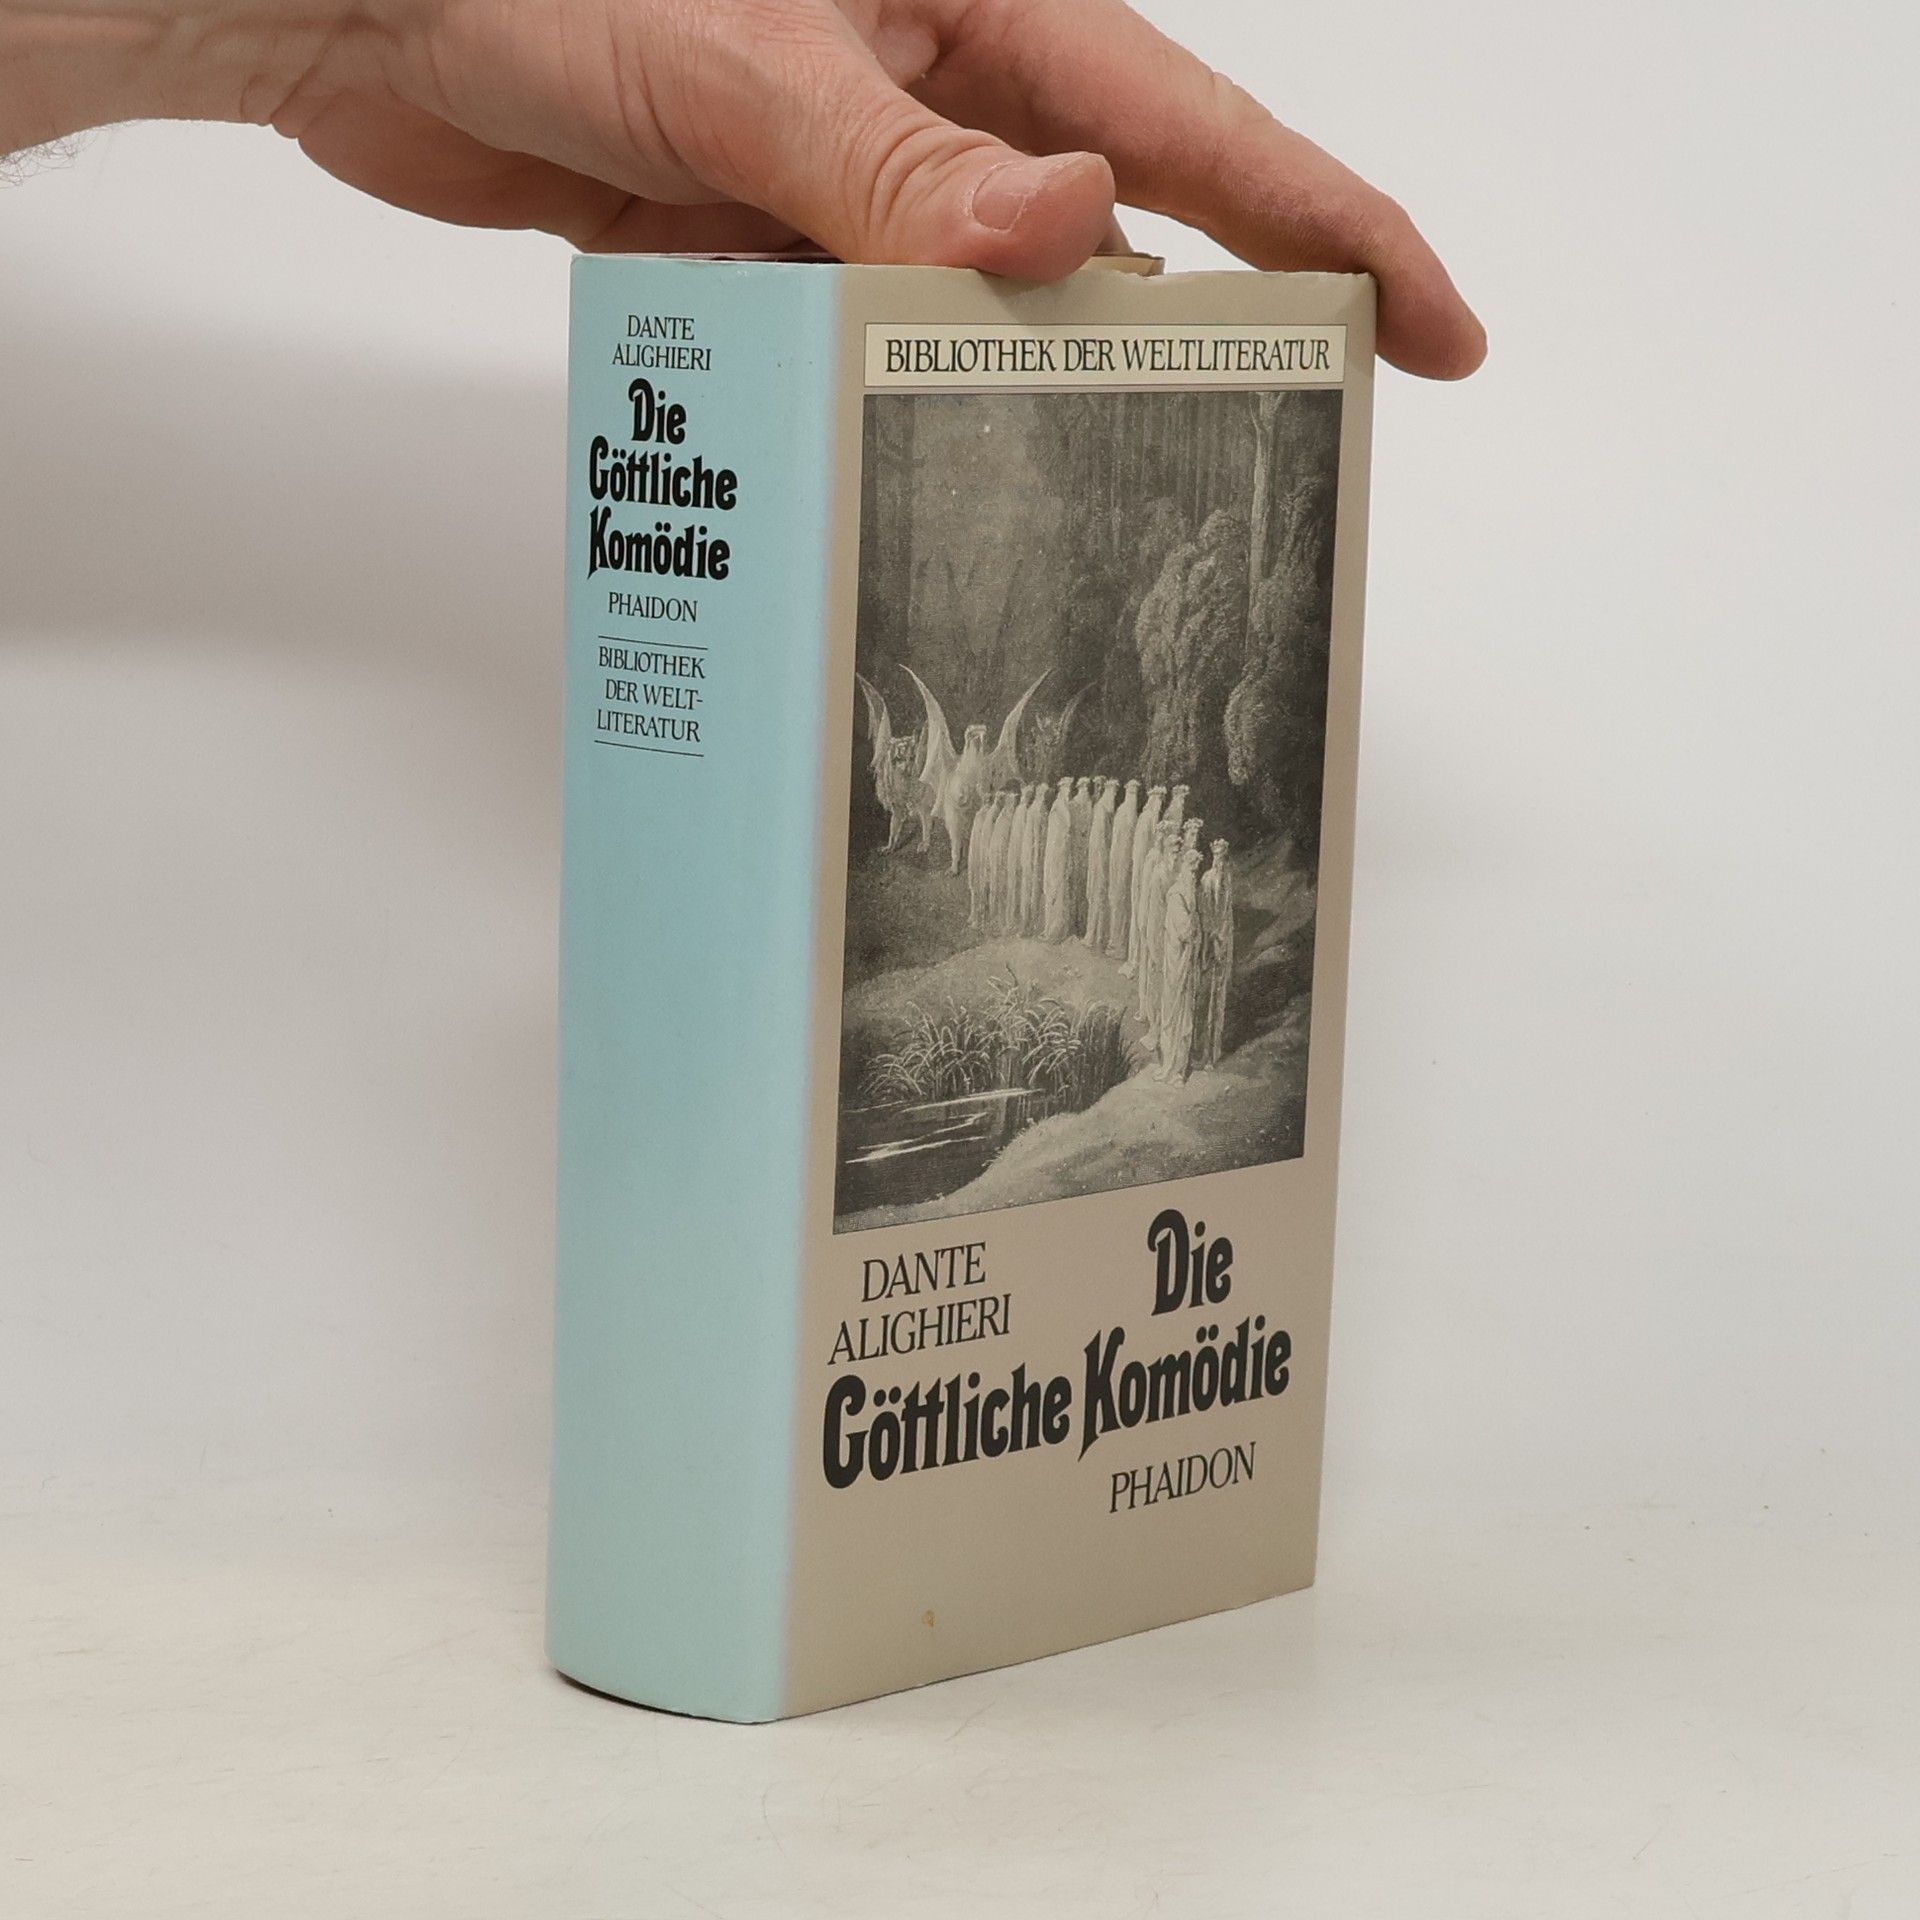 DANTE
ALIGHIERI
Die
Göttliche
Komödie
PHAIDON
BIBLIOTHEK
DER WELT-
LITERATUR
BIBLIOTHEK DER WELTLITERATUR
DANTE
ALIGHIERI
Die
Göttliche Komödie
PHAIDON